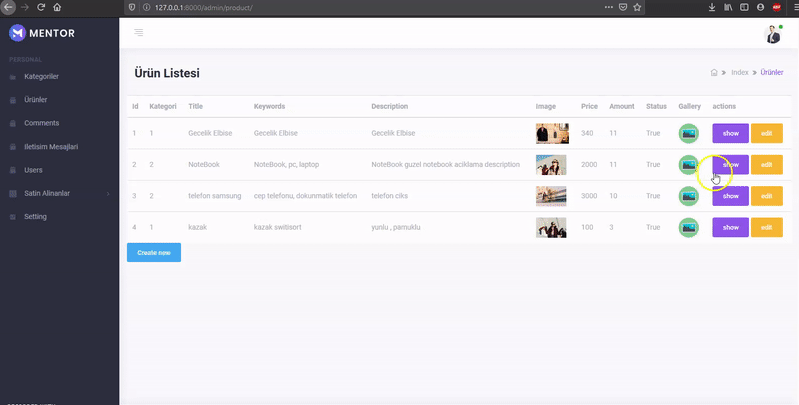 127.0.0.1:8000/admin/product/
MENTOR
PERSONAL
Kategoriler
Ürünler
Comments
Iletisim Mesajlari
Users
Satin Alinanlar
Setting
Ürün Listesi
Index » Ürünler
Id Kategori Title Keywords Description Image Price Amount Status Gallery actions
1 1 Gecelik Elbise Gecelik Elbise Gecelik Elbise 340 11 True show edit
2 2 NoteBook NoteBook, pc, laptop NoteBook guzel notebook aciklama description 2000 11 True show edit
3 2 telefon samsung cep telefonu, dokunmatik telefon telefon ciks 3000 10 True show edit
4 1 kazak kazak switisort yunlu , pamuklu 100 3 True show edit
Create new